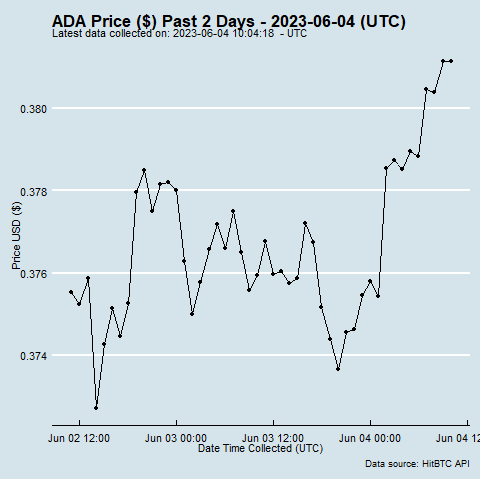 ADA Price ($) Past 2 Days - 2023-06-04 (UTC)
Latest data collected on: 2023-06-04 10:04:18 - UTC
0.380
0.378
0.376
0.374
Price USD ($)
Jun 02 12:00 Jun 03 00:00 Jun 03 12:00 Jun 04 00:00 Jun 04 12
Date Time Collected (UTC)
Data source: HitBTC API